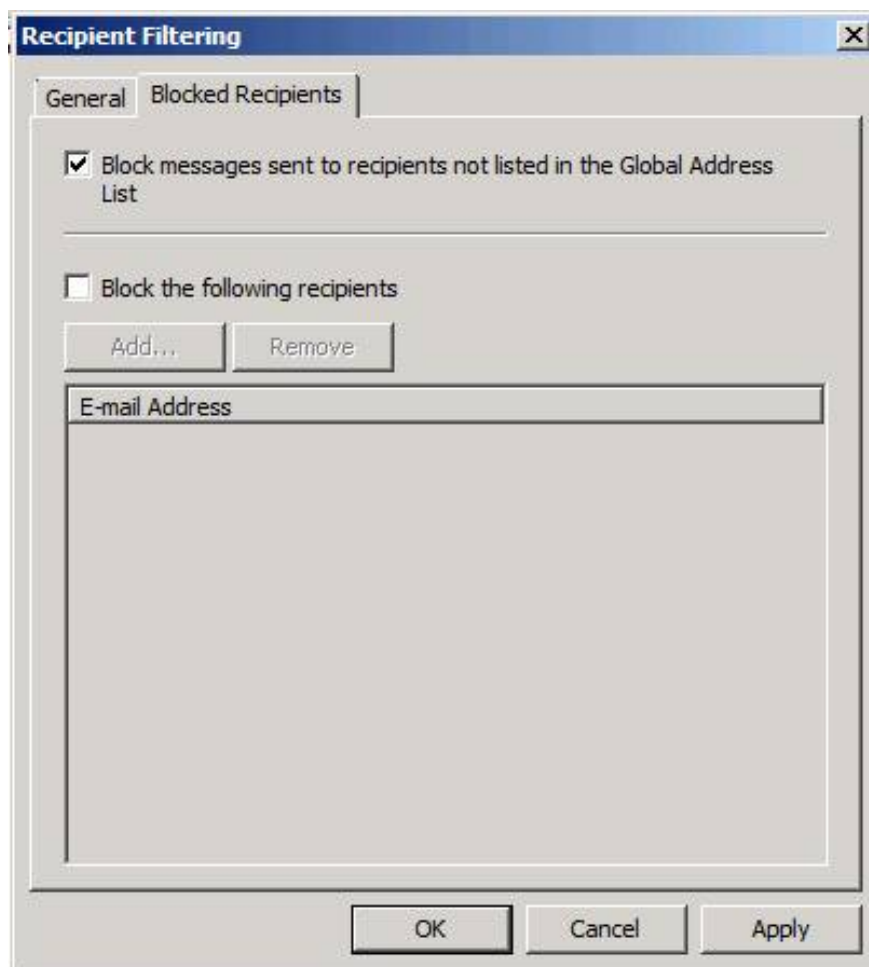 Recipient Filtering
General
Blocked Recipients
Block messages sent to recipients not listed in the Global Address
List
Block the following recipients
Add...
Remove
E-mail Address
OK
Cancel
Apply